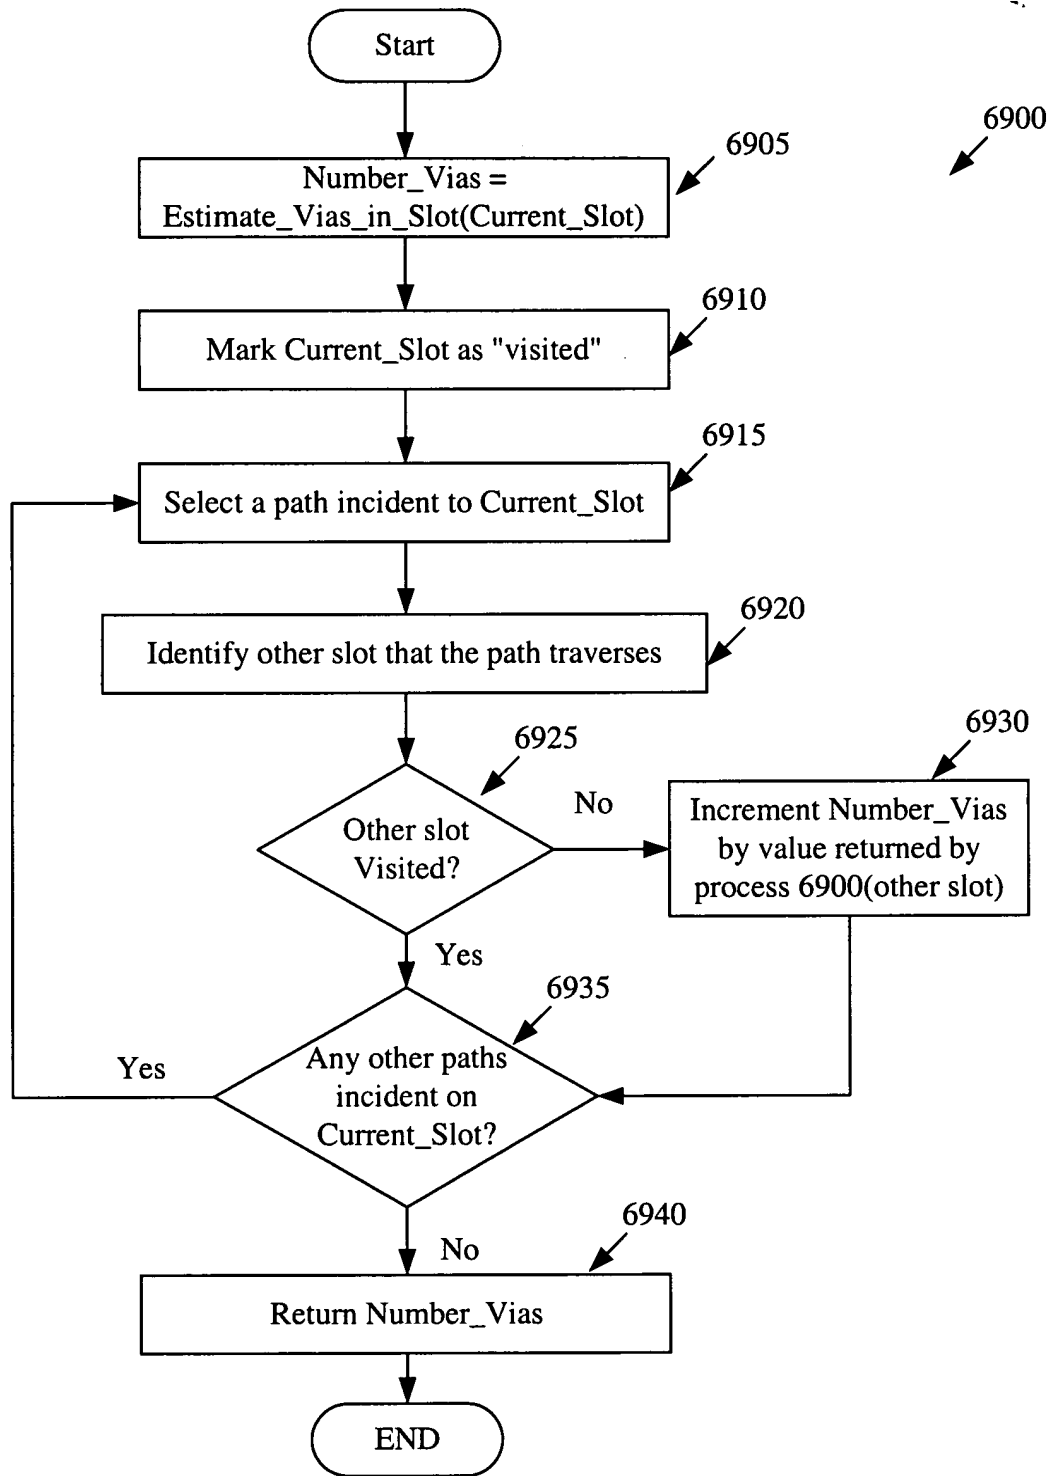 Start
6900
6905
Number_Vias =
Estimate_Vias_in_Slot(Current_Slot)
6910
Mark Current_Slot as "visited"
6915
Select a path incident to Current_Slot
6920
Identify other slot that the path traverses
6925
Other slot
Visited?
No
6930
Increment Number_Vias
by value returned by
process 6900(other slot)
Yes
6935
Any other paths
incident on
Current_Slot?
Yes
No
6940
Return Number_Vias
END